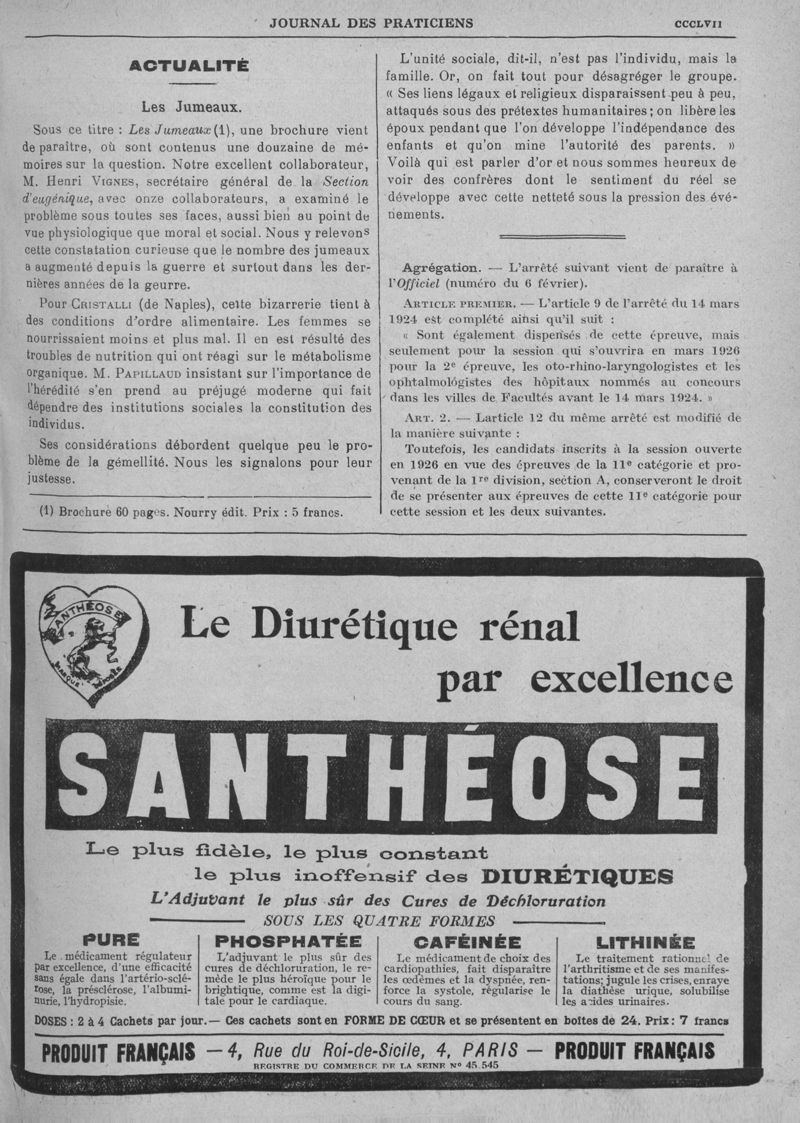 JOURNAL DES PRATICIENS
CCCLVII
ACTUALITÉ
Les Jumeaux.
Sous ce titre : Les Jumeaux (1), une brochure vient
de paraître, où sont contenus une douzaine de mé-
moires sur la question. Notre excellent collaborateur,
M. Henri VIGNES, secrétaire général de la Section
d'eugénique, avec onze collaborateurs, a examiné le
problème sous toutes ses faces, aussi bien au point de
vue physiologique que moral et social. Nous y relevons
cette constatation curieuse que le nombre des jumeaux
a augmenté depuis la guerre et surtout dans les der-
nières années de la geurre.
Pour CRISTALLI (de Naples), cette bizarrerie tient à
des conditions d'ordre alimentaire. Les femmes se
nourrissaient moins et plus mal. Il en est résulté des
troubles de nutrition qui ont réagi sur le métabolisme
organique. M. PAPILLAUD insistant sur l'importance de
l'hérédité s'en prend au préjugé moderne qui fait
dépendre des institutions sociales la constitution des
individus.
Ses considérations débordent quelque peu le pro-
blème de la gémellité. Nous les signalons pour leur
justesse.
(1) Brochure 60 pages. Nourry édit. Prix : 5 francs.
L'unité sociale, dit-il, n'est pas l'individu, mais la
famille. Or, on fait tout pour désagréger le groupe.
« Ses liens légaux et religieux disparaissent peu à peu,
attaqués sous des prétextes humanitaires ; on libère les
époux pendant que l'on développe l'indépendance des
enfants et qu'on mine l'autorité des parents. »
Voilà qui est parler d'or et nous sommes heureux de
voir des confrères dont le sentiment du réel se
développe avec cette netteté sous la pression des évé-
nements.
Agrégation. — L'arrêté suivant vient de paraître à
l'Officiel (numéro du 6 février).
ARTICLE PREMIER. — L'article 9 de l'arrêté du 14 mars
1924 est complété ainsi qu'il suit :
« Sont également dispensés de cette épreuve, mais
seulement pour la session qui s'ouvrira en mars 1926
pour la 2e épreuve, les oto-rhino-laryngologistes et les
ophtalmologistes des hôpitaux nommés au concours
dans les villes de Facultés avant le 14 mars 1924. »
ART. 2. — Larticle 12 du même arrêté est modifié de
la manière suivante :
Toutefois, les candidats inscrits à la session ouverte
en 1926 en vue des épreuves de la 11e catégorie et pro-
venant de la 1re division, section A, conserveront le droit
de se présenter aux épreuves de cette 11e catégorie pour
cette session et les deux suivantes.
SANTHÉOSE
MARQUE DÉPOSÉE
Le Diurétique rénal
par excellence
SANTHÉOSE
Le plus fidèle, le plus constant
le plus inoffensif des DIURÉTIQUES
L'Adjuvant le plus sûr des Cures de Déchloruration
SOUS LES QUATRE FORMES
PURE
Le médicament régulateur
par excellence, d'une efficacité
sans égale dans l'artério-sclé-
rose, la présclérose, l'albumi-
nurie, l'hydropisie.
PHOSPHATÉE
L'adjuvant le plus sûr des
cures de déchloruration, le re-
mède le plus héroïque pour le
brightique, comme est la digi-
tale pour le cardiaque.
CAFÉINÉE
Le médicament de choix des
cardiopathies, fait disparaître
les œdèmes et la dyspnée, ren-
force la systole, régularise le
cours du sang.
LITHINÉE
Le traitement rationnel de
l'arthritisme et de ses manifes-
tations; jugule les crises, enraye
la diathèse urique, solubilise
les acides urinaires.
DOSES : 2 à 4 Cachets par jour. — Ces cachets sont en FORME DE CŒUR et se présentent en boîtes de 24. Prix: 7 francs
PRODUIT FRANÇAIS — 4, Rue du Roi-de-Sicile, 4, PARIS — PRODUIT FRANÇAIS
REGISTRE DU COMMERCE DE LA SEINE N° 45.545